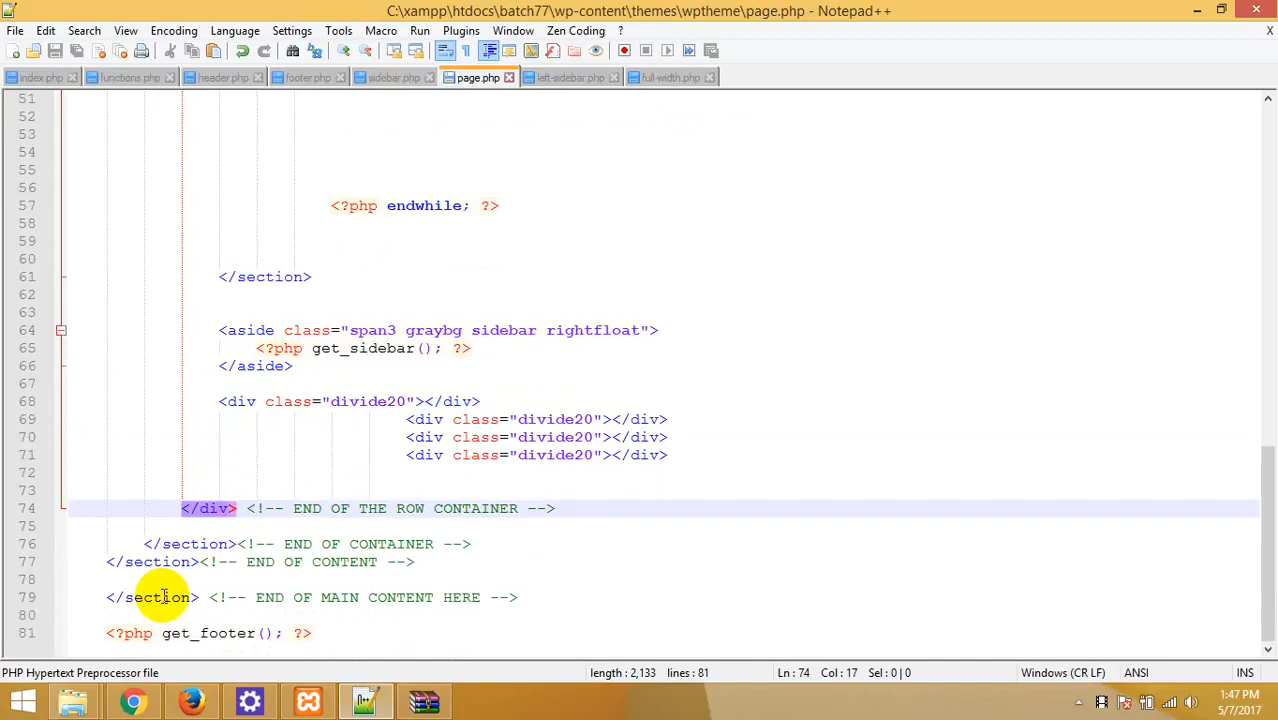 C:\xampp\htdocs\batch77\wp-content\themes\wptheme\page.php - Notepad++
File Edit Search View Encoding Language Settings Tools Macro Run Plugins Window Zen Coding ? X
index.php functions.php header.php footer.php sidebar.php page.php left-sidebar.php full-width.php
51
52
53
54
55
56
57 <?php endwhile; ?>
58
59
60
61 </section>
62
63
64 <aside class="span3 graybg sidebar rightfloat">
65 <?php get_sidebar(); ?>
66 </aside>
67
68 <div class="divide20"></div>
69 <div class="divide20"></div>
70 <div class="divide20"></div>
71 <div class="divide20"></div>
72
73
74 </div> <!-- END OF THE ROW CONTAINER -->
75
76 </section><!-- END OF CONTAINER -->
77 </section><!-- END OF CONTENT -->
78
79 </section> <!-- END OF MAIN CONTENT HERE -->
80
81 <?php get_footer(); ?>
PHP Hypertext Preprocessor file length : 2,133 lines : 81 Ln : 74 Col : 17 Sel : 0 | 0 Windows (CR LF) ANSI INS
1:47 PM
5/7/2017